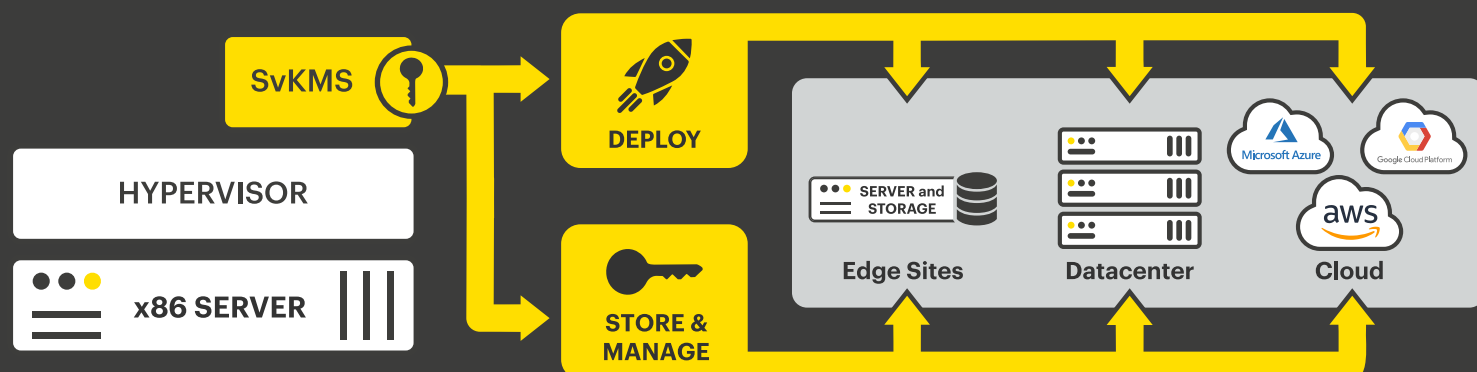 SvKMS
HYPERVISOR
x86 SERVER
DEPLOY
STORE &
MANAGE
SERVER and
STORAGE
Edge Sites
Datacenter
Microsoft Azure
Google Cloud Platform
aws
Cloud